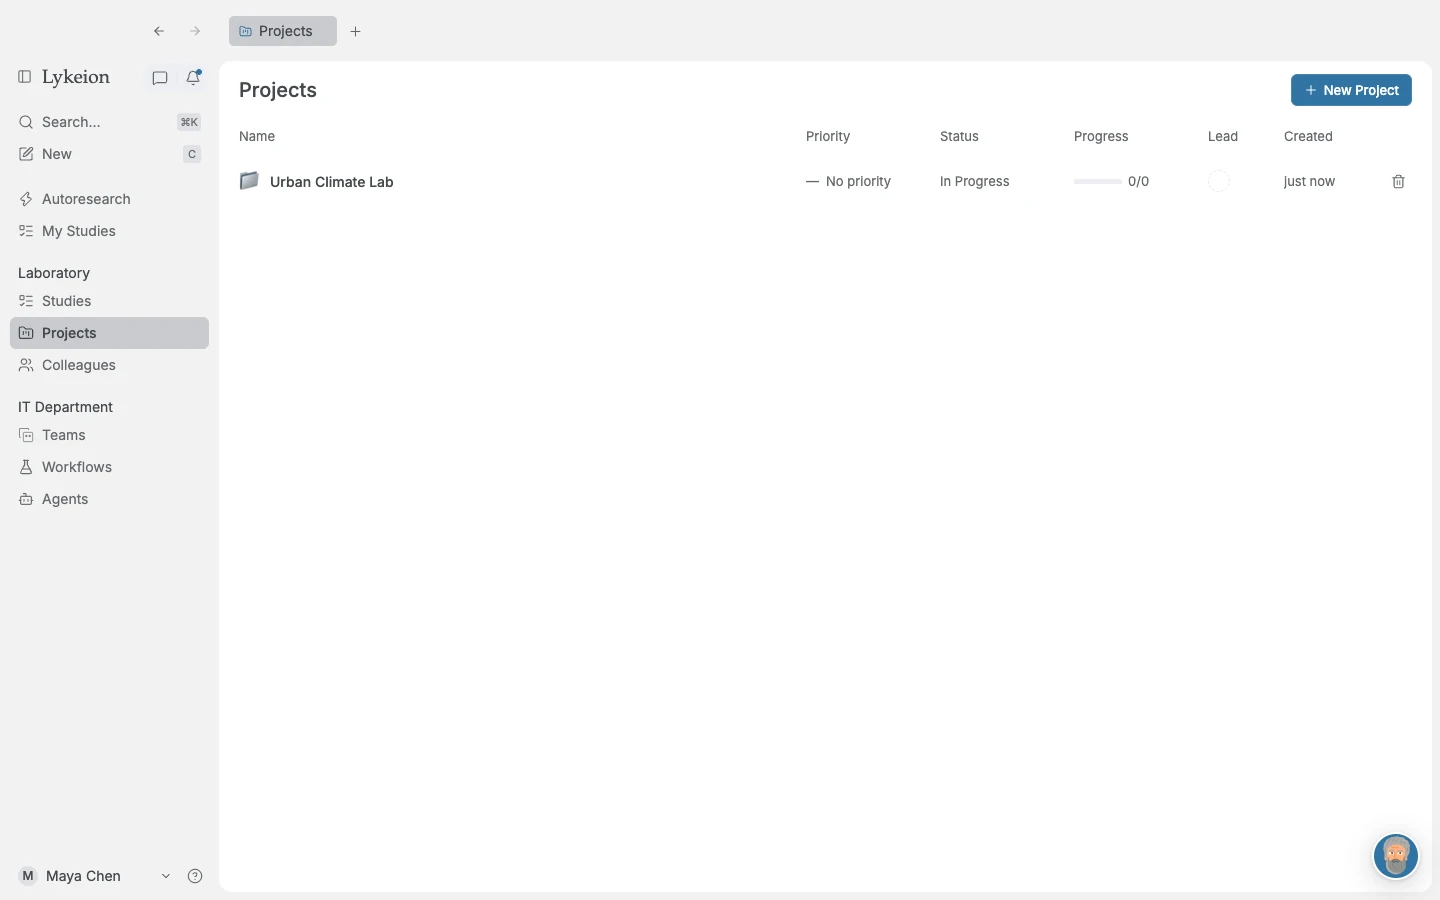 Projects
Lykeion
Search... ⌘K
New C
Autoresearch
My Studies
Laboratory
Studies
Projects
Colleagues
IT Department
Teams
Workflows
Agents
M Maya Chen
Projects
New Project
Name Priority Status Progress Lead Created
Urban Climate Lab — No priority In Progress 0/0 just now